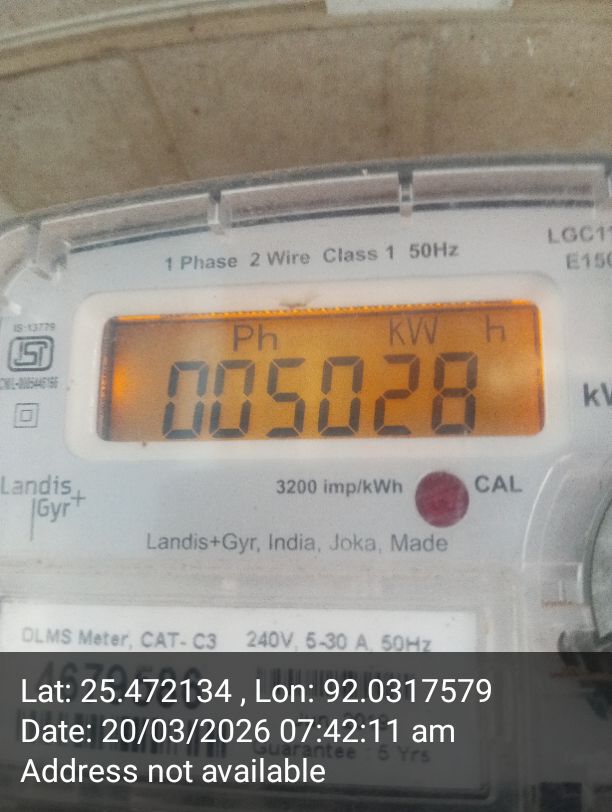 1 Phase 2 Wire Class 1 50Hz
LGC11
E150
IS:13779
Ph KW h
005028
kW
Landis
Gyr+
3200 imp/kWh CAL
Landis+Gyr, India, Joka, Made
DLMS Meter, CAT- C3 240V, 5-30 A, 50Hz
Guarantee : 5 Yrs
Lat: 25.472134 , Lon: 92.0317579
Date: 20/03/2026 07:42:11 am
Address not available